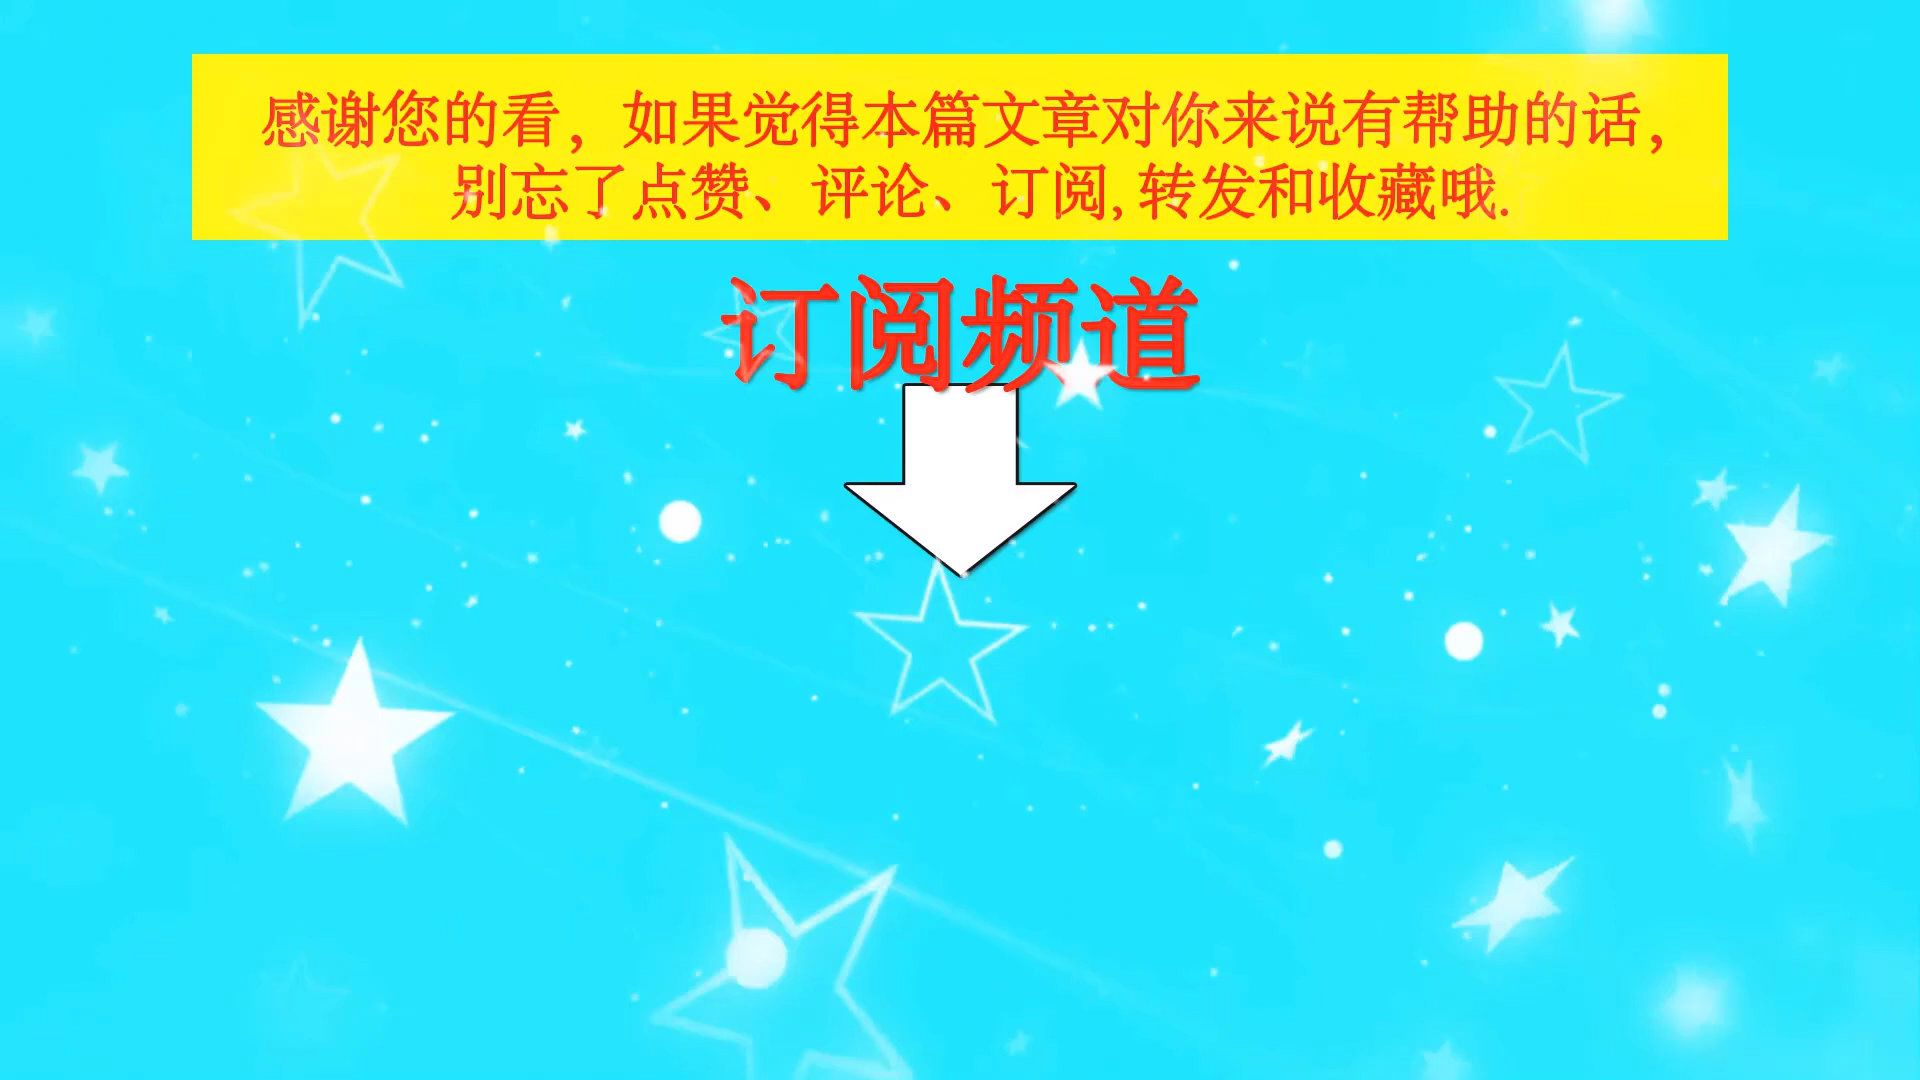 感谢您的看，如果觉得本篇文章对你来说有帮助的话，
别忘了点赞、评论、订阅,转发和收藏哦.
订阅频道